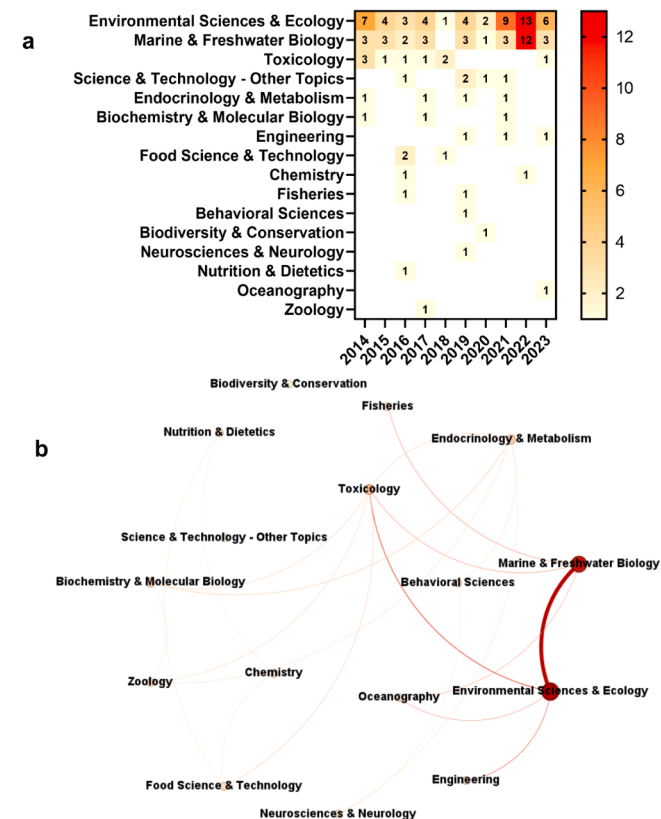 a
Environmental Sciences & Ecology 7 4 3 4 1 4 2 9 13 6
Marine & Freshwater Biology 3 3 2 3 3 1 3 12 3
Toxicology 3 1 1 1 2 1
Science & Technology - Other Topics 1 2 1 1
Endocrinology & Metabolism 1 1 1 1
Biochemistry & Molecular Biology 1 1 1
Engineering 1 1 1
Food Science & Technology 2 1
Chemistry 1 1
Fisheries 1 1
Behavioral Sciences 1
Biodiversity & Conservation 1
Neurosciences & Neurology 1
Nutrition & Dietetics 1
Oceanography 1
Zoology 1
2014 2015 2016 2017 2018 2019 2020 2021 2022 2023
12
10
8
6
4
2
b
Biodiversity & Conservation
Fisheries
Nutrition & Dietetics
Endocrinology & Metabolism
Toxicology
Science & Technology - Other Topics
Marine & Freshwater Biology
Biochemistry & Molecular Biology
Behavioral Sciences
Chemistry
Zoology
Environmental Sciences & Ecology
Oceanography
Engineering
Food Science & Technology
Neurosciences & Neurology